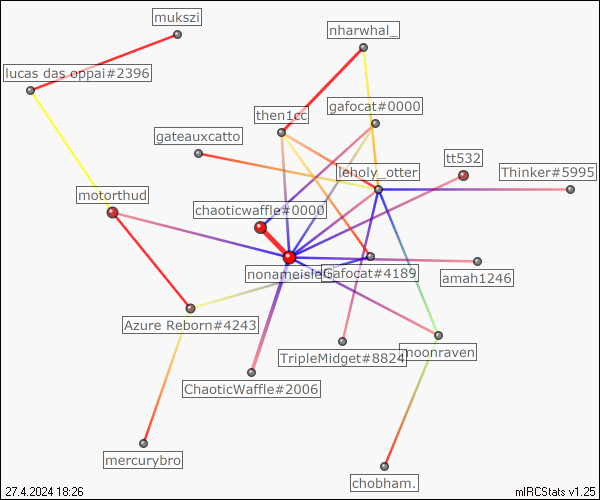 mukszi
nharwhal_
lucas das oppai#2396
gafocat#0000
then1cc
gateauxcatto
tt532
leholy_otter
Thinker#5995
motorthud
chaoticwaffle#0000
nonameisleft
Gafocat#4189
amah1246
Azure Reborn#4243
TripleMidget#8824
moonraven
ChaoticWaffle#2006
mercurybro
chobham.
27.4.2024 18:26
mIRCStats v1.25